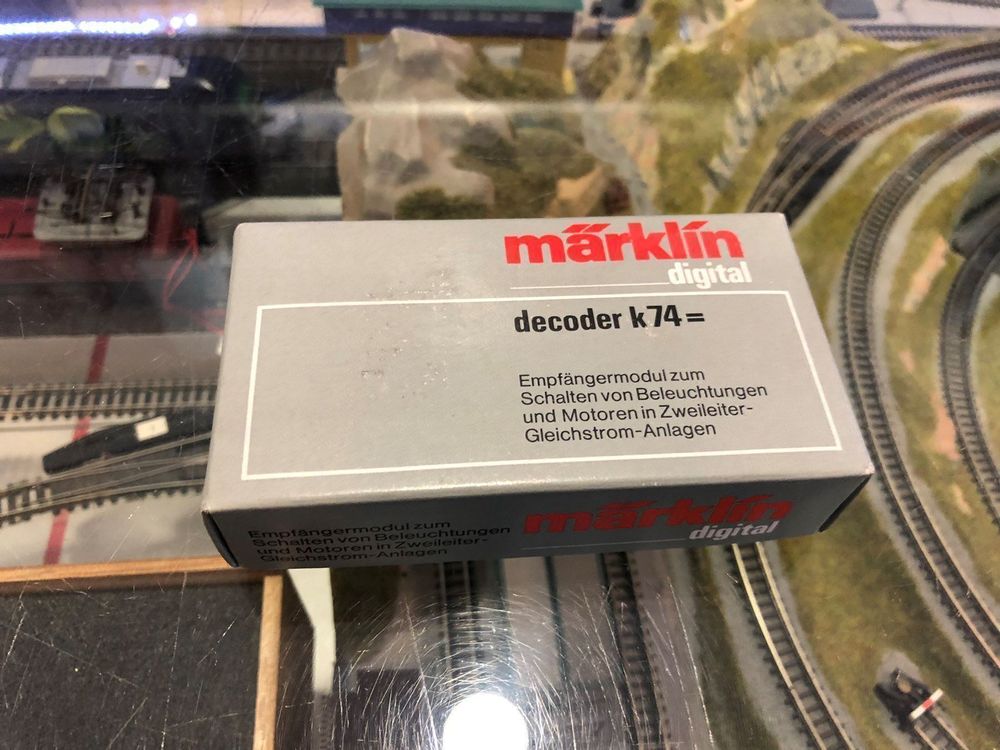 märklin
digital
decoder k74=
Empfängermodul zum
Schalten von Beleuchtungen
und Motoren in Zweileiter-
Gleichstrom-Anlagen
märklin
digital
Empfängermodul zum
Schalten von Beleuchtungen
und Motoren in Zweileiter-
Gleichstrom-Anlagen